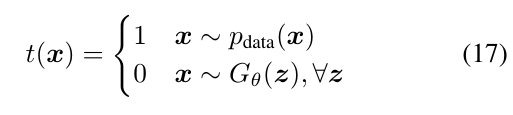 t(x) = { 1 x ∼ p_data(x)
0 x ∼ G_θ(z), ∀z
(17)